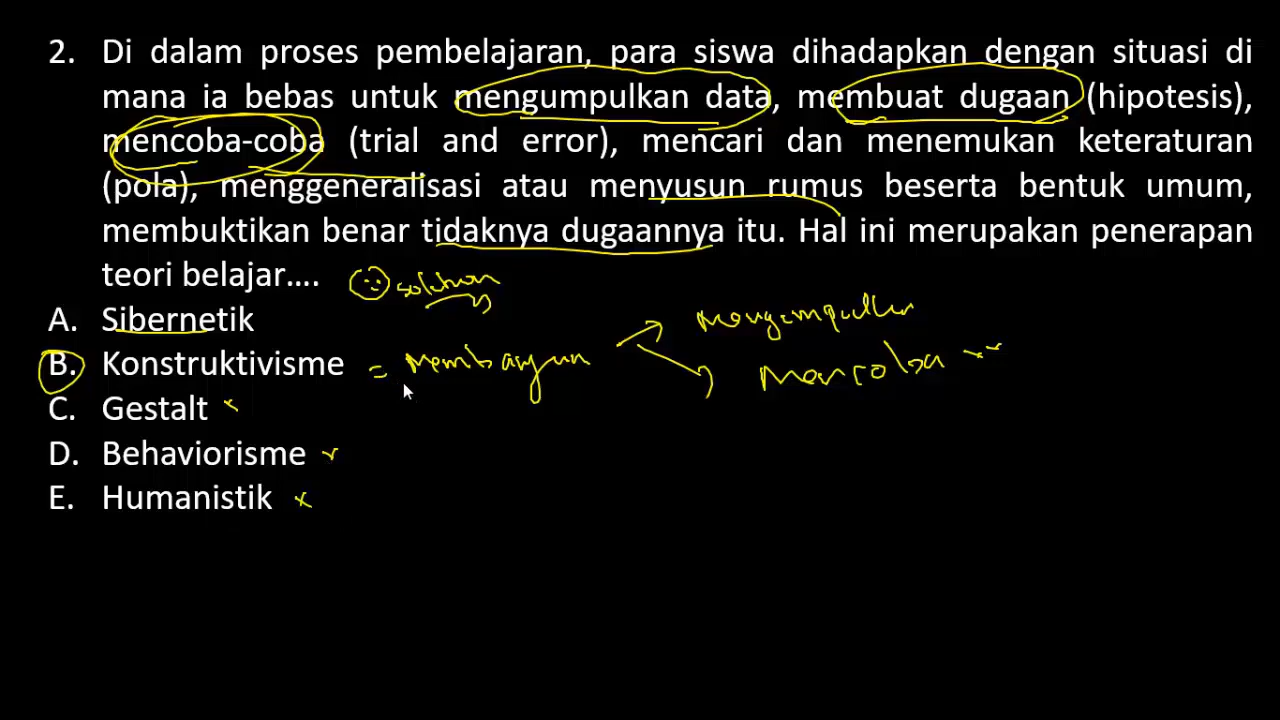 2. Di dalam proses pembelajaran, para siswa dihadapkan dengan situasi di
mana ia bebas untuk mengumpulkan data, membuat dugaan (hipotesis),
mencoba-coba (trial and error), mencari dan menemukan keteraturan
(pola), menggeneralisasi atau menyusun rumus beserta bentuk umum,
membuktikan benar tidaknya dugaannya itu. Hal ini merupakan penerapan
teori belajar....
A. Sibernetik
B. Konstruktivisme = Membangun
Mencoba
C. Gestalt
D. Behaviorisme
E. Humanistik